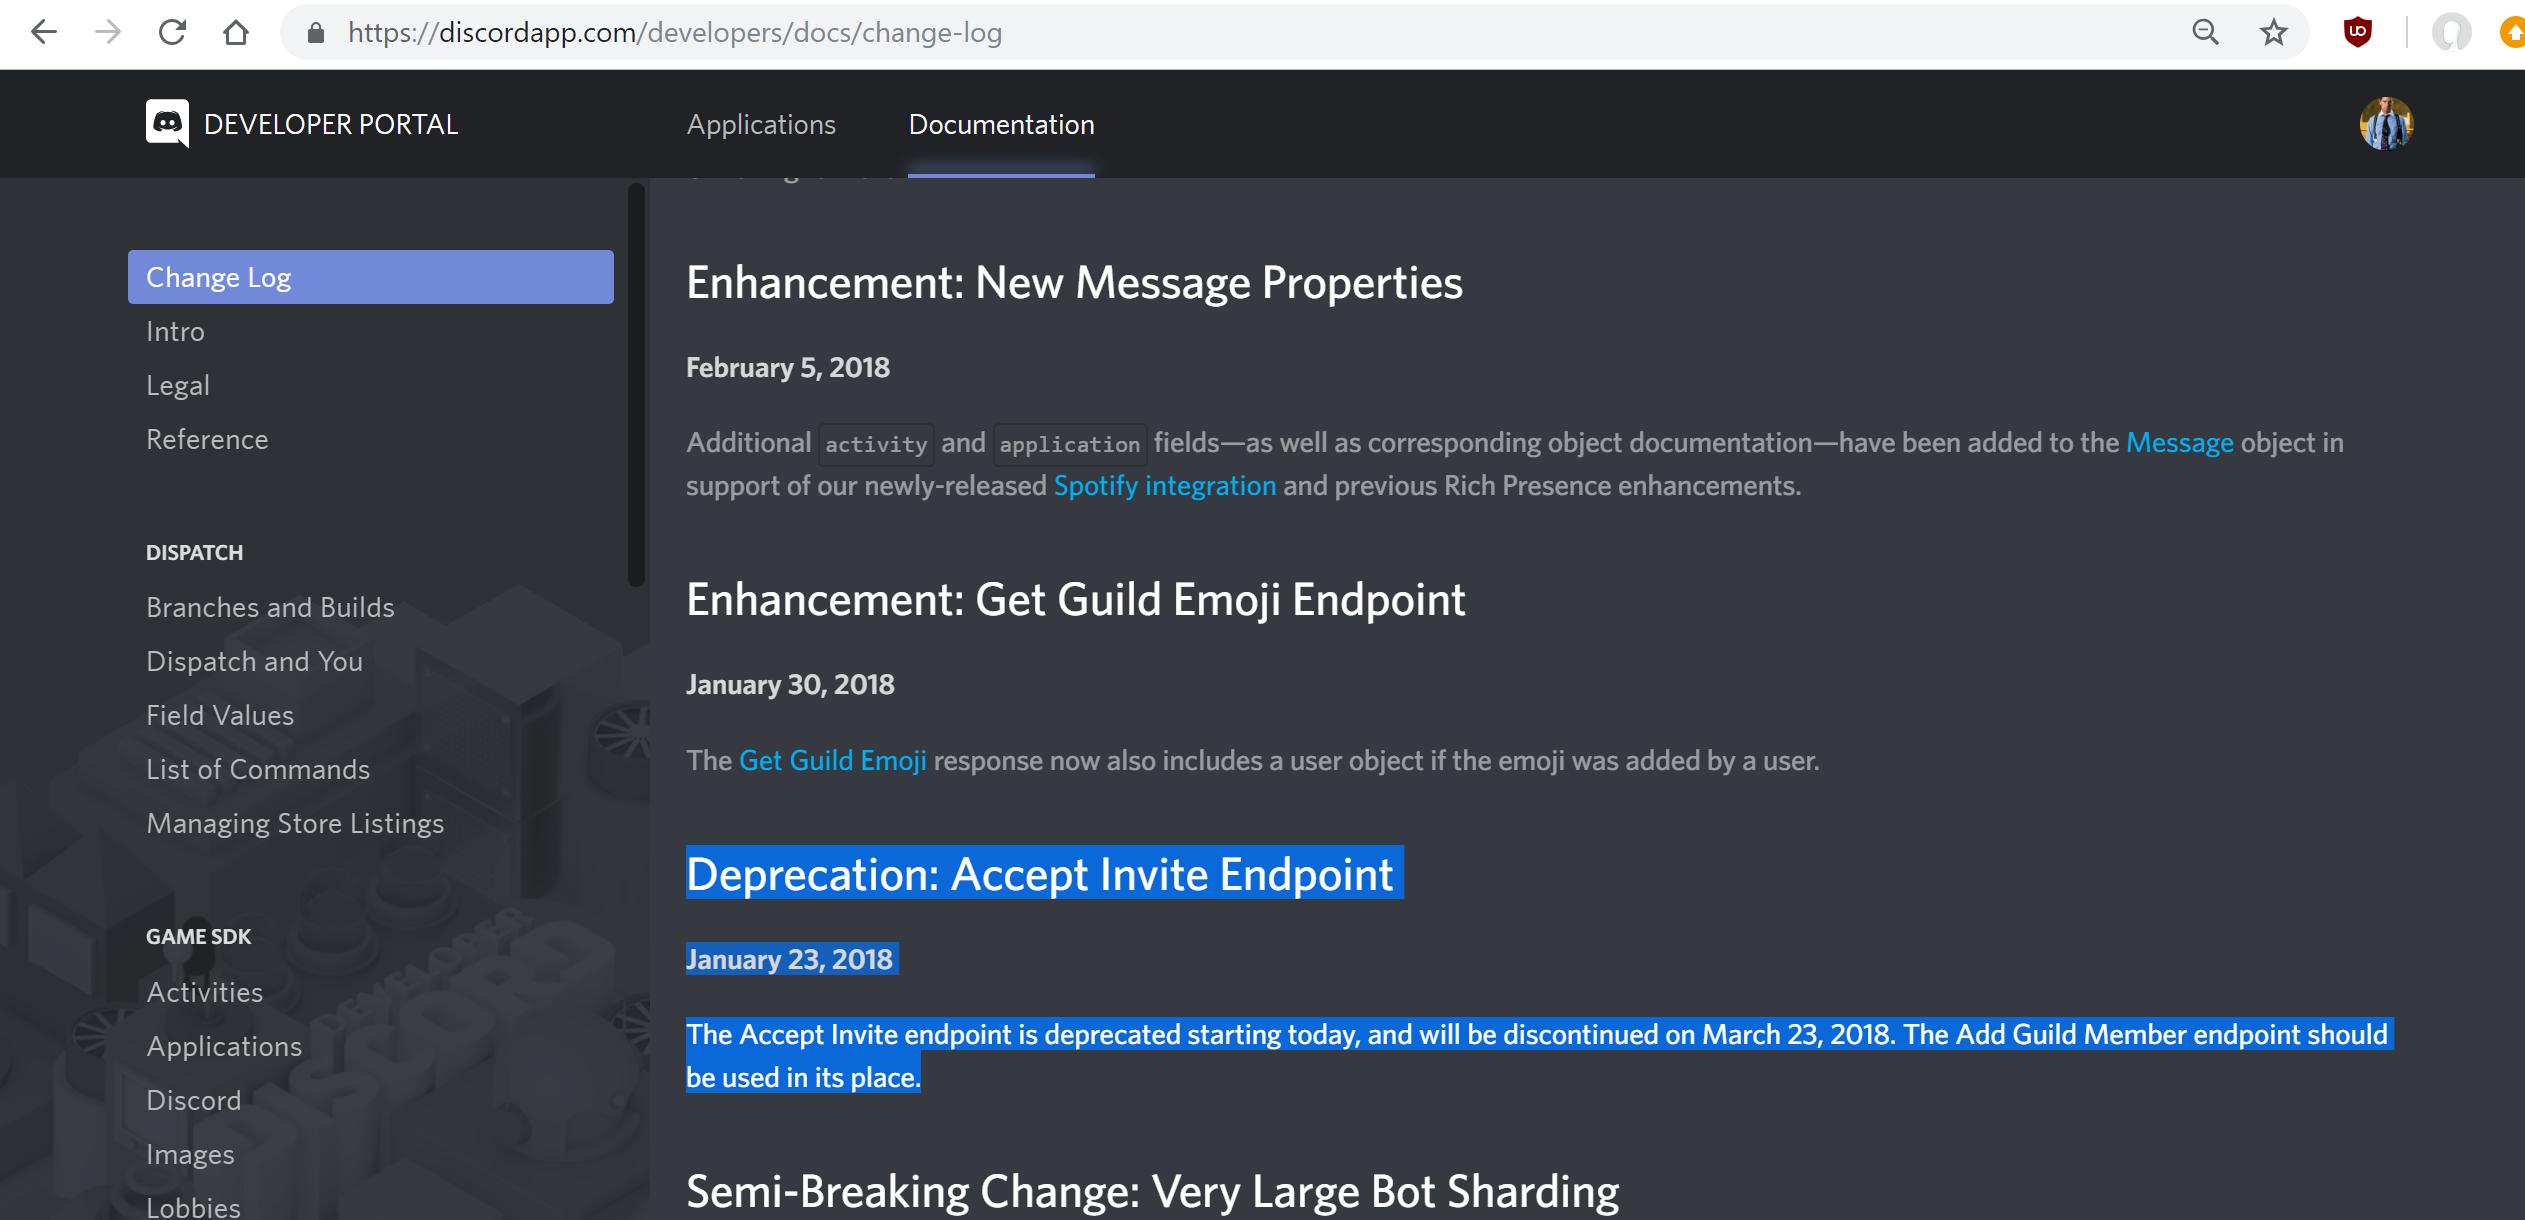 https://discordapp.com/developers/docs/change-log
DEVELOPER PORTAL
Applications
Documentation
Change Log
Intro
Legal
Reference
DISPATCH
Branches and Builds
Dispatch and You
Field Values
List of Commands
Managing Store Listings
GAME SDK
Activities
Applications
Discord
Images
Lobbies
Enhancement: New Message Properties
February 5, 2018
Additional activity and application fields—as well as corresponding object documentation—have been added to the Message object in
support of our newly-released Spotify integration and previous Rich Presence enhancements.
Enhancement: Get Guild Emoji Endpoint
January 30, 2018
The Get Guild Emoji response now also includes a user object if the emoji was added by a user.
Deprecation: Accept Invite Endpoint
January 23, 2018
The Accept Invite endpoint is deprecated starting today, and will be discontinued on March 23, 2018. The Add Guild Member endpoint should
be used in its place.
Semi-Breaking Change: Very Large Bot Sharding
DISCORD
DEVELOPER